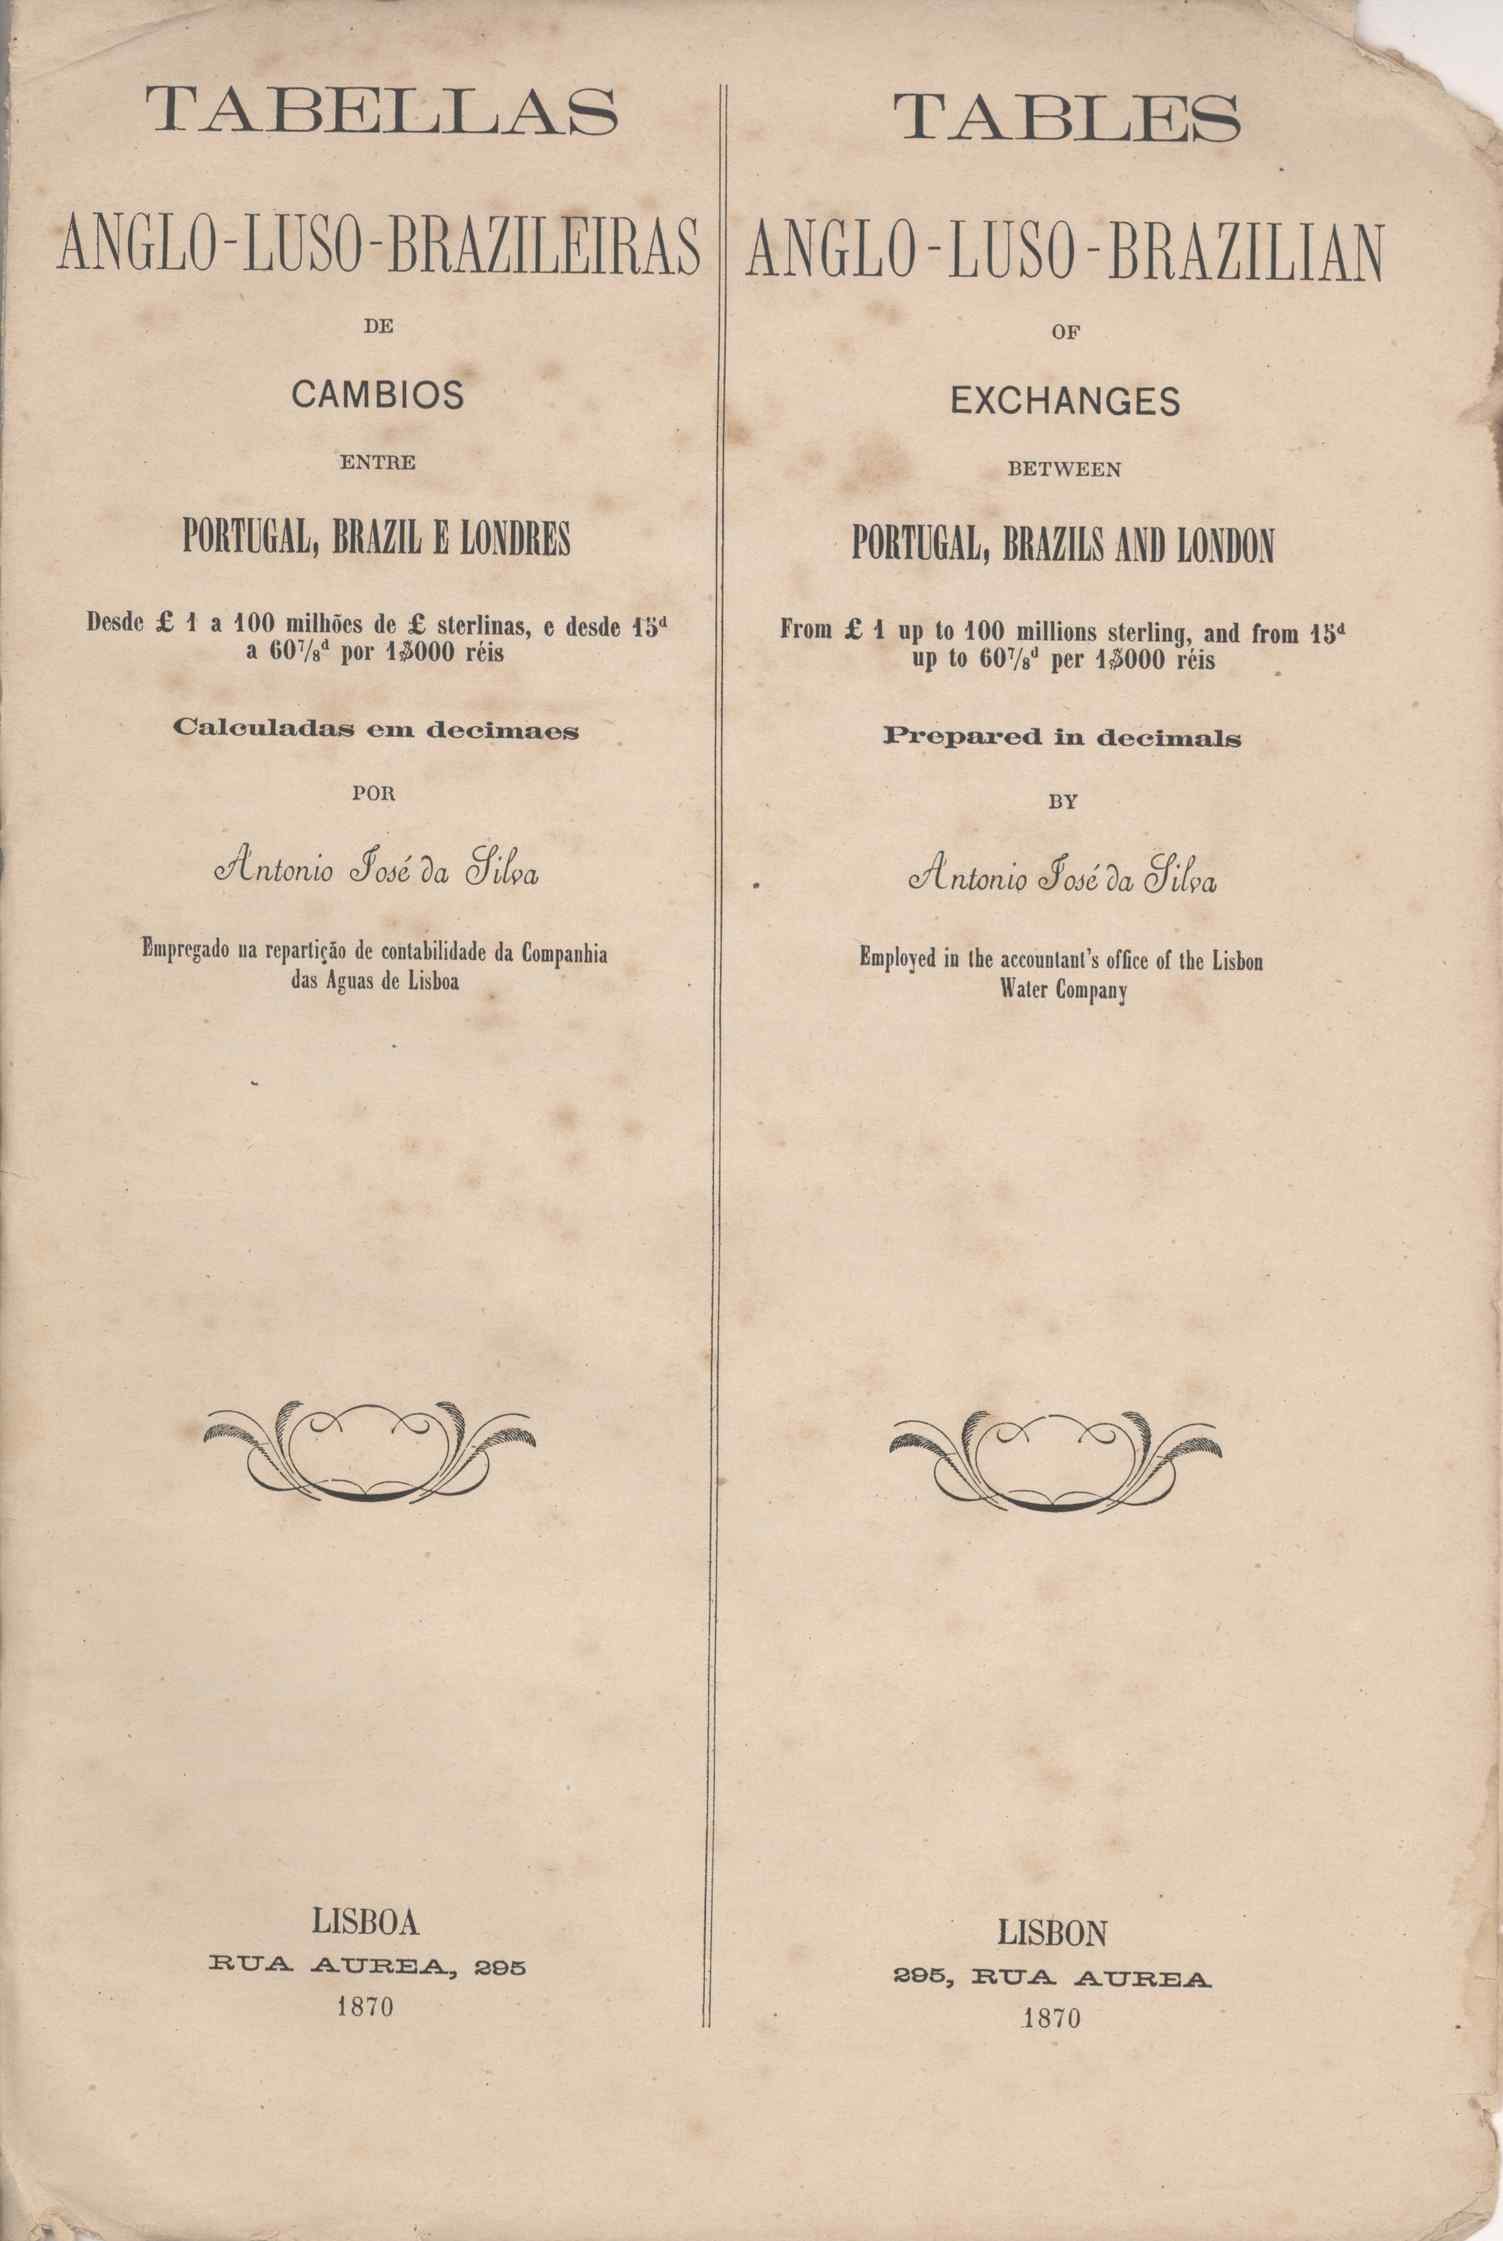 TABELLAS
ANGLO-LUSO-BRAZILEIRAS
DE
CAMBIOS
ENTRE
PORTUGAL, BRAZIL E LONDRES
Desde £ 1 a 100 milhões de £ sterlinas, e desde 15ᵈ
a 60⁷/₈ᵈ por 1$000 réis
Calculadas em decimaes
POR
Antonio José da Silva
Empregado na repartição de contabilidade da Companhia
das Aguas de Lisboa
LISBOA
RUA AUREA, 295
1870
TABLES
ANGLO-LUSO-BRAZILIAN
OF
EXCHANGES
BETWEEN
PORTUGAL, BRAZILS AND LONDON
From £ 1 up to 100 millions sterling, and from 15ᵈ
up to 60⁷/₈ᵈ per 1$000 réis
Prepared in decimals
BY
Antonio José da Silva
Employed in the accountant's office of the Lisbon
Water Company
LISBON
295, RUA AUREA
1870